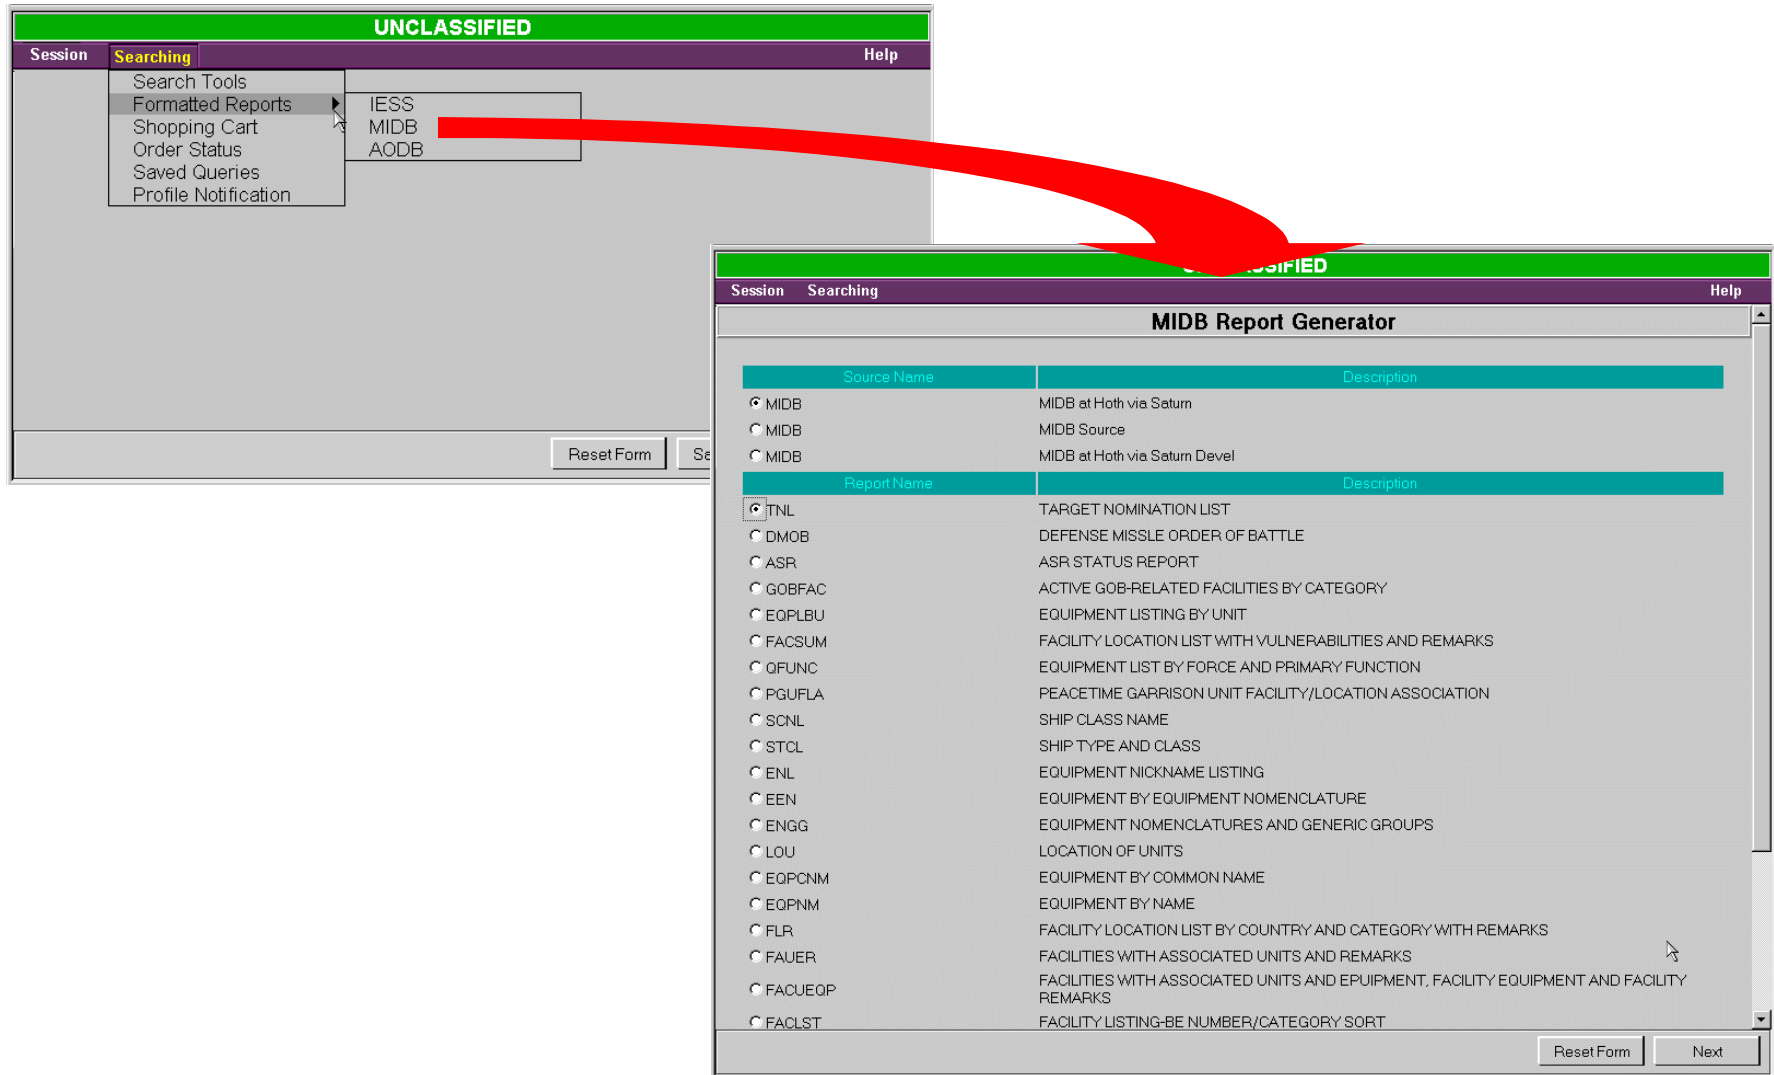 UNCLASSIFIED
Session Searching Help
Search Tools
Formatted Reports
Shopping Cart
Order Status
Saved Queries
Profile Notification
IESS
MIDB
AODB
Reset Form
Session Searching Help
MIDB Report Generator
Source Name Description
MIDB MIDB at Hoth via Saturn
MIDB MIDB Source
MIDB MIDB at Hoth via Saturn Devel
Report Name Description
TNL TARGET NOMINATION LIST
DMOB DEFENSE MISSLE ORDER OF BATTLE
ASR ASR STATUS REPORT
GOBFAC ACTIVE GOB-RELATED FACILITIES BY CATEGORY
EQPLBU EQUIPMENT LISTING BY UNIT
FACSUM FACILITY LOCATION LIST WITH VULNERABILITIES AND REMARKS
QFUNC EQUIPMENT LIST BY FORCE AND PRIMARY FUNCTION
PGUFLA PEACETIME GARRISON UNIT FACILITY/LOCATION ASSOCIATION
SCNL SHIP CLASS NAME
STCL SHIP TYPE AND CLASS
ENL EQUIPMENT NICKNAME LISTING
EEN EQUIPMENT BY EQUIPMENT NOMENCLATURE
ENGG EQUIPMENT NOMENCLATURES AND GENERIC GROUPS
LOU LOCATION OF UNITS
EQPCNM EQUIPMENT BY COMMON NAME
EQPNM EQUIPMENT BY NAME
FLR FACILITY LOCATION LIST BY COUNTRY AND CATEGORY WITH REMARKS
FAUER FACILITIES WITH ASSOCIATED UNITS AND REMARKS
FACUEQP FACILITIES WITH ASSOCIATED UNITS AND EPUIPMENT, FACILITY EQUIPMENT AND FACILITY
REMARKS
FACLST FACILITY LISTING-BE NUMBER/CATEGORY SORT
Reset Form Next